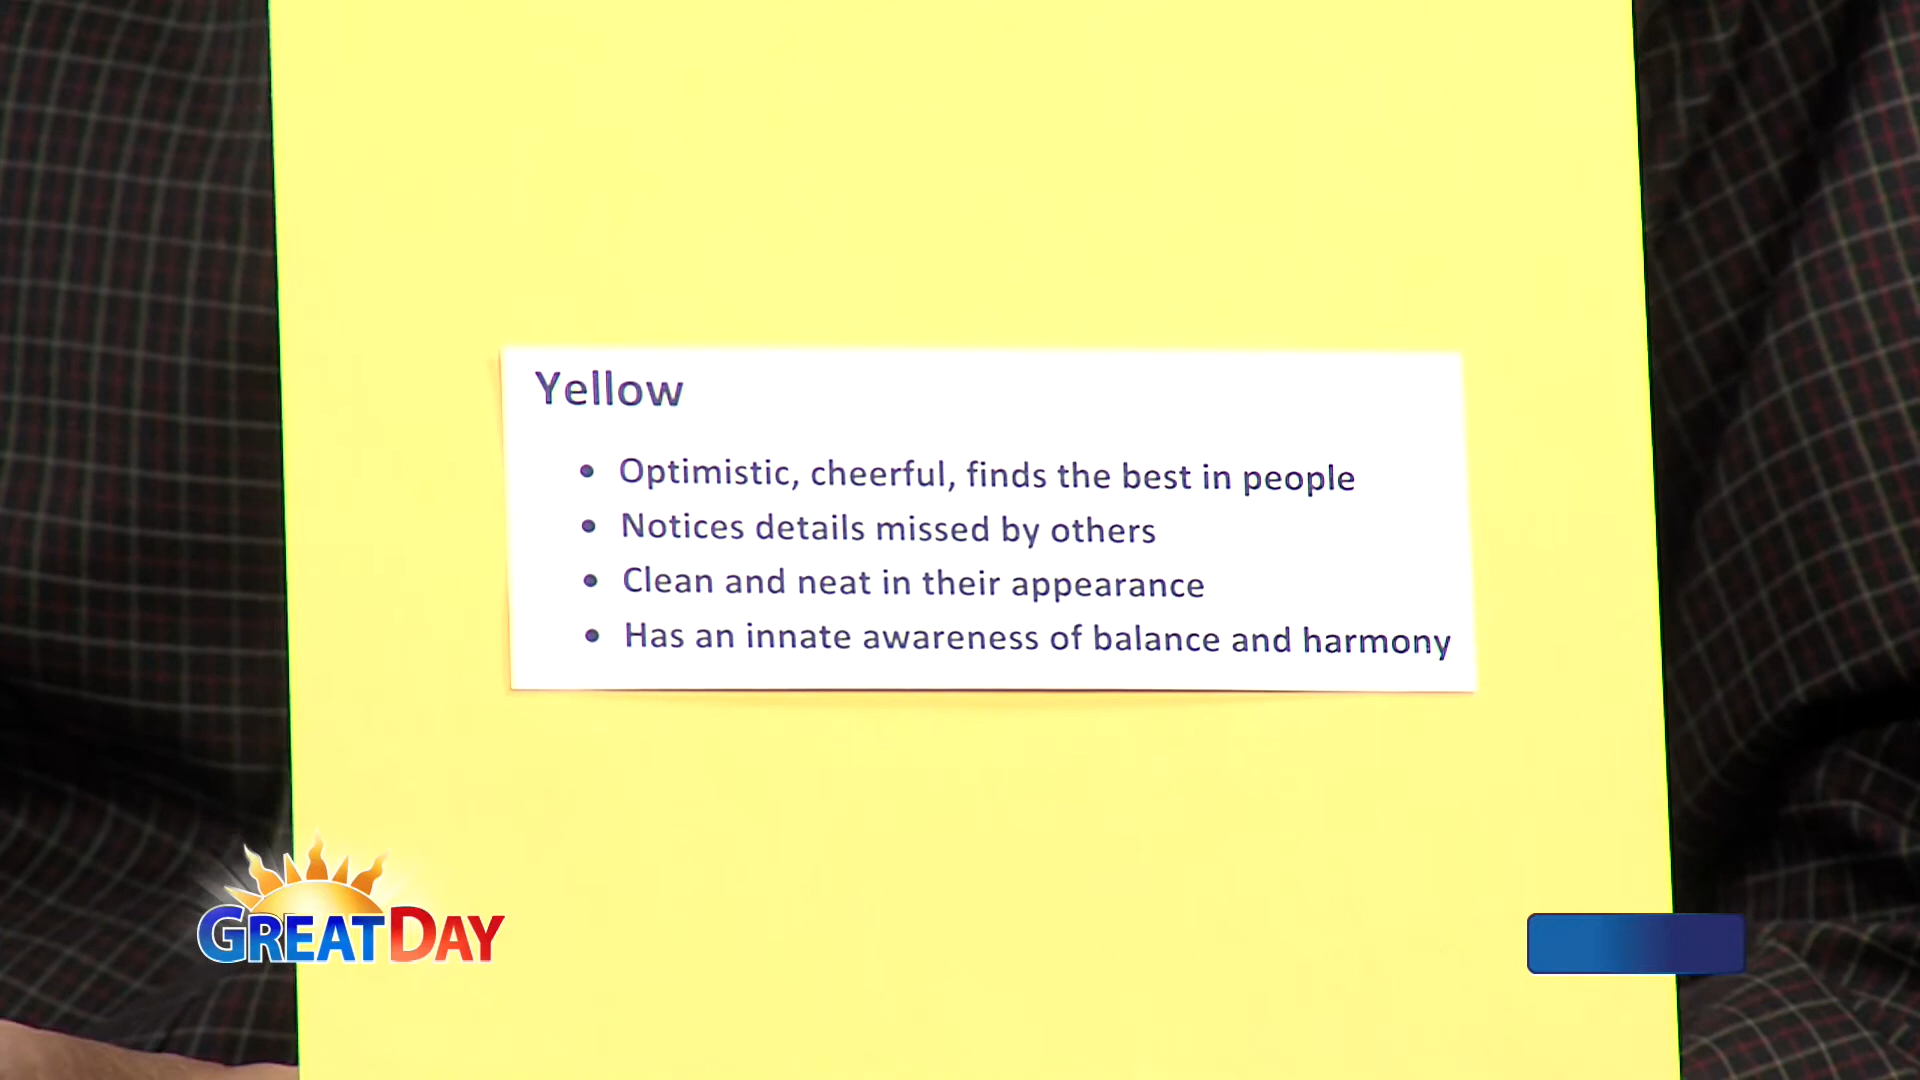 Yellow
• Optimistic, cheerful, finds the best in people
• Notices details missed by others
• Clean and neat in their appearance
• Has an innate awareness of balance and harmony
GREAT DAY